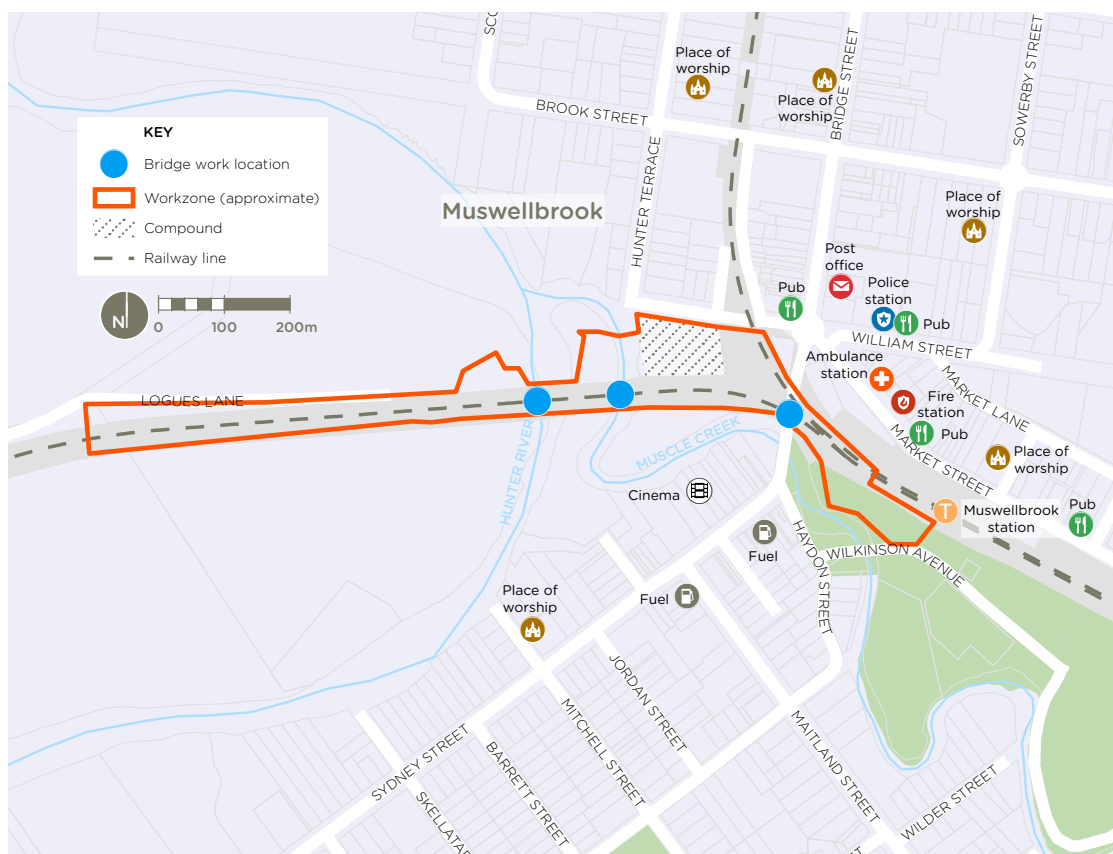 SCO
Place of
worship
Place of
worship
BRIDGE STREET
SOWERBY STREET
BROOK STREET
KEY
Bridge work location
Workzone (approximate)
Compound
Railway line
Muswellbrook
HUNTER TERRACE
Place of
worship
Post
office
Police
station
Pub
Pub
N
0
100
200m
WILLIAM STREET
Ambulance
station
MARKET LANE
Fire
station
Pub
MARKET STREET
Place of
worship
LOGUES LANE
HUNTER RIVER
MUSCLE CREEK
Cinema
T
Muswellbrook
station
Pub
HAYDON STREET
WILKINSON AVENUE
Fuel
Fuel
Place of
worship
JORDAN STREET
MITCHELL STREET
MAITLAND STREET
SYDNEY STREET
BARRETT STREET
SKELLATAR
WILDER STREET